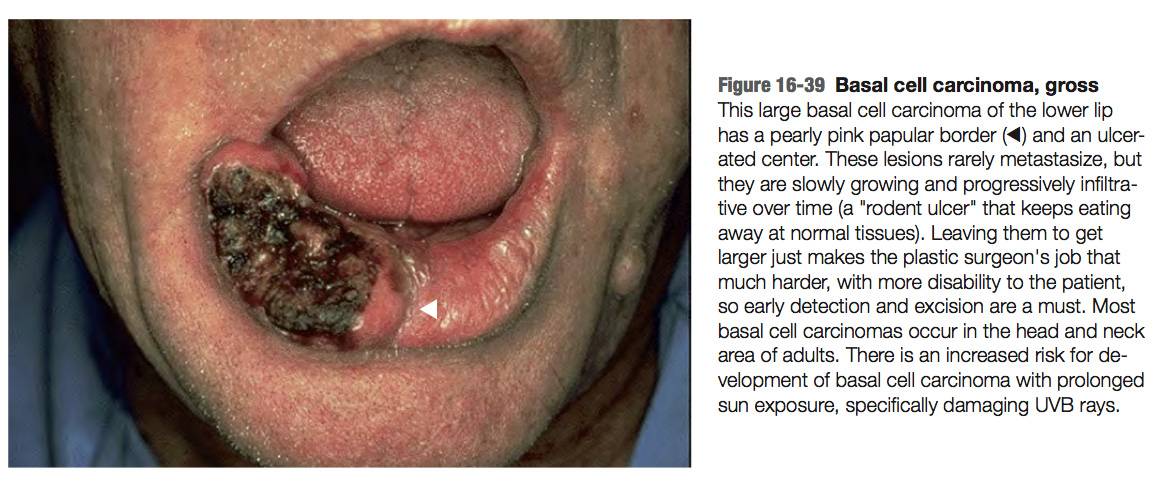 Figure 16-39 Basal cell carcinoma, gross
This large basal cell carcinoma of the lower lip
has a pearly pink papular border (◄) and an ulcer-
ated center. These lesions rarely metastasize, but
they are slowly growing and progressively infiltra-
tive over time (a "rodent ulcer" that keeps eating
away at normal tissues). Leaving them to get
larger just makes the plastic surgeon's job that
much harder, with more disability to the patient,
so early detection and excision are a must. Most
basal cell carcinomas occur in the head and neck
area of adults. There is an increased risk for de-
velopment of basal cell carcinoma with prolonged
sun exposure, specifically damaging UVB rays.